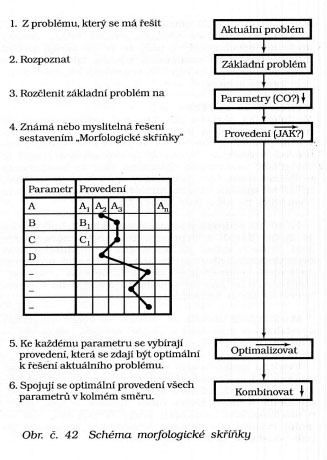 1. Z problému, který se má řešit
Aktuální problém
2. Rozpoznat
Základní problém
3. Rozčlenit základní problém na
Parametry (CO?) ↓
4. Známá nebo myslitelná řešení
sestavením „Morfologické skříňky"
Provedení (JAK?)
Parametr Provedení
A A₁ A₂ A₃ Aₙ
B B₁
C C₁
D
–
–
–
5. Ke každému parametru se vybírají
provedení, která se zdají být optimální
k řešení aktuálního problému.
Optimalizovat
6. Spojují se optimální provedení všech
parametrů v kolmém směru.
Kombinovat ↓
Obr. č. 42 Schéma morfologické skříňky